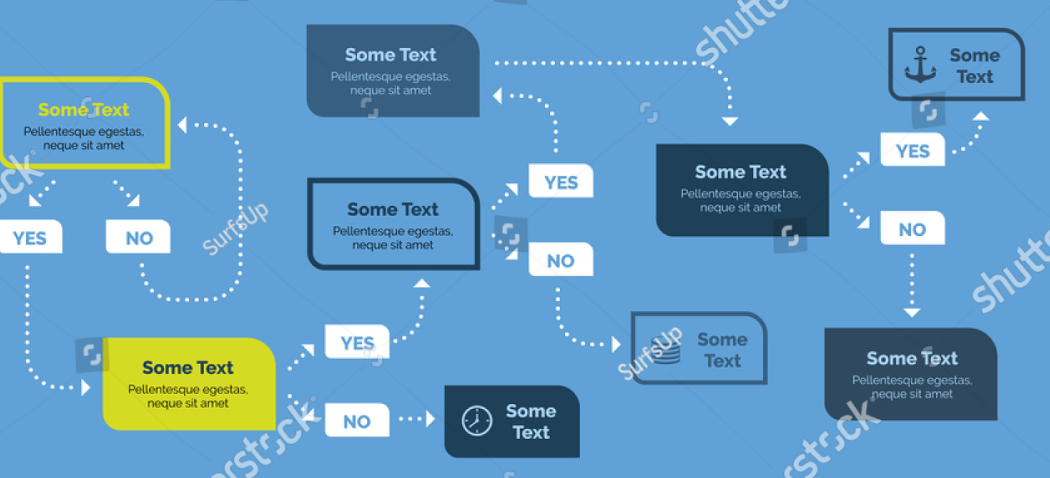 Some Text
Pellentesque egestas,
neque sit amet
YES
NO
Some Text
Pellentesque egestas,
neque sit amet
YES
NO
Some
Text
Some Text
Pellentesque egestas,
neque sit amet
YES
NO
Some
Text
Some Text
Pellentesque egestas,
neque sit amet
Some Text
Pellentesque egestas,
neque sit amet
YES
NO
Some
Text
Some Text
Pellentesque egestas,
neque sit amet
SurfsUp
SurfsUp